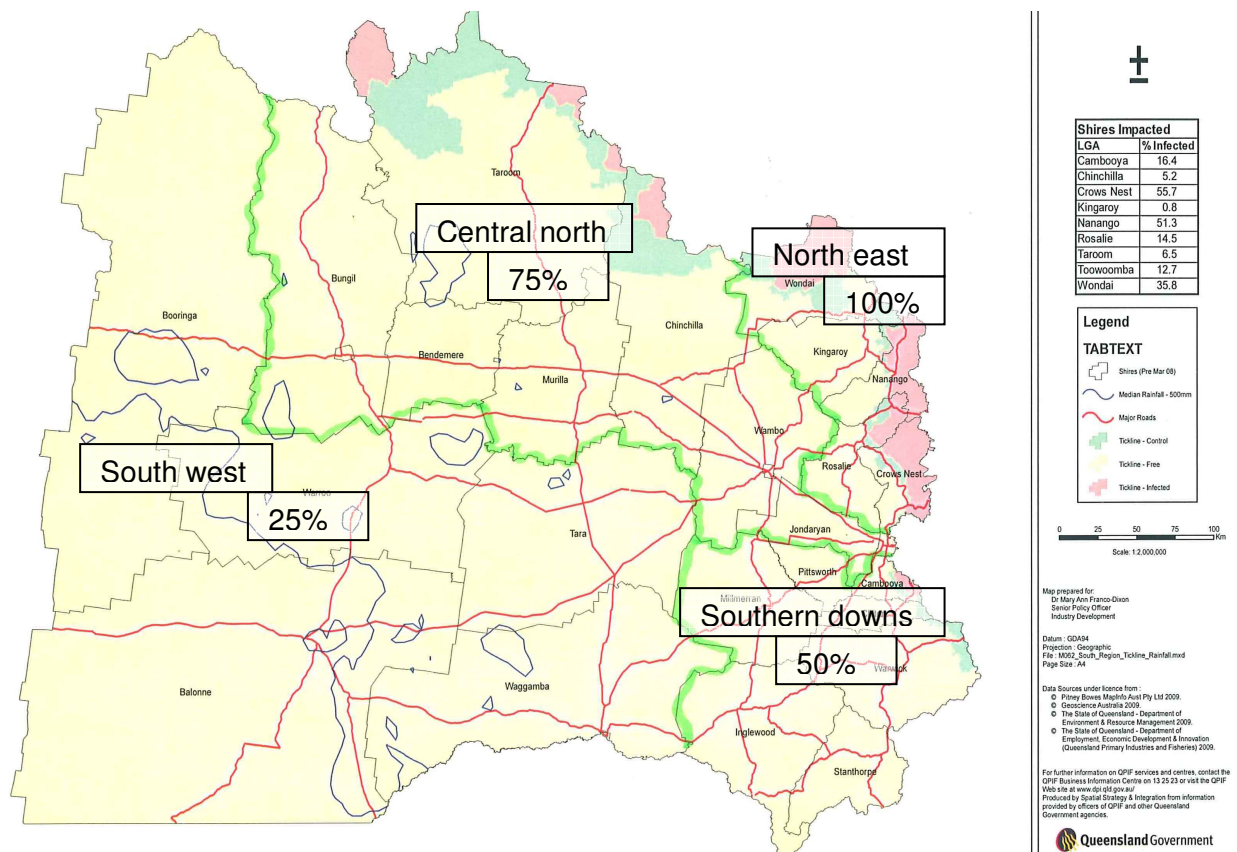 Taroom
Central north
75%
North east
Wondai
100%
Bungil
Booringa
Chinchilla
Kingaroy
Bendemere
Murilla
Nanango
Wambo
Rosalie
Crows Nest
South west
25%
Tara
Jondaryan
Pittsworth
Cambooya
Millmerran
Southern downs
50%
Warwick
Balonne
Waggamba
Inglewood
Stanthorpe
Shires Impacted
LGA % Infected
Cambooya 16.4
Chinchilla 5.2
Crows Nest 55.7
Kingaroy 0.8
Nanango 51.3
Rosalie 14.5
Taroom 6.5
Toowoomba 12.7
Wondai 35.8
Legend
TABTEXT
Shires (Pre Mar 08)
Median Rainfall - 500mm
Major Roads
Tickline - Control
Tickline - Free
Tickline - Infected
0 25 50 75 100
Km
Scale: 1:2,000,000
Map prepared for:
Dr Mary Ann Franco-Dixon
Senior Policy Officer
Industry Development
Datum : GDA94
Projection : Geographic
File : M062_South_Region_Tickline_Rainfall.mxd
Page Size : A4
Data Sources under licence from :
© Pitney Bowes MapInfo Aust Pty Ltd 2009.
© Geoscience Australia 2009.
© The State of Queensland - Department of
Environment & Resource Management 2009.
© The State of Queensland - Department of
Employment, Economic Development & Innovation
(Queensland Primary Industries and Fisheries) 2009.
For further information on QPIF services and centres, contact the
QPIF Business Information Centre on 13 25 23 or visit the QPIF
Web site at www.dpi.qld.gov.au/
Produced by Spatial Strategy & Integration from information
provided by officers of QPIF and other Queensland
Government agencies.
Queensland Government